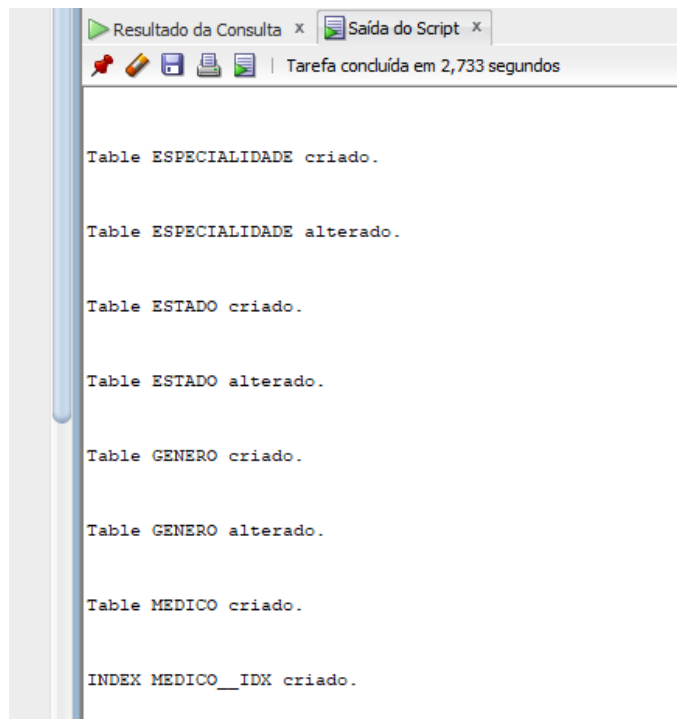 Resultado da Consulta x Saída do Script x
Tarefa concluída em 2,733 segundos
Table ESPECIALIDADE criado.
Table ESPECIALIDADE alterado.
Table ESTADO criado.
Table ESTADO alterado.
Table GENERO criado.
Table GENERO alterado.
Table MEDICO criado.
INDEX MEDICO__IDX criado.